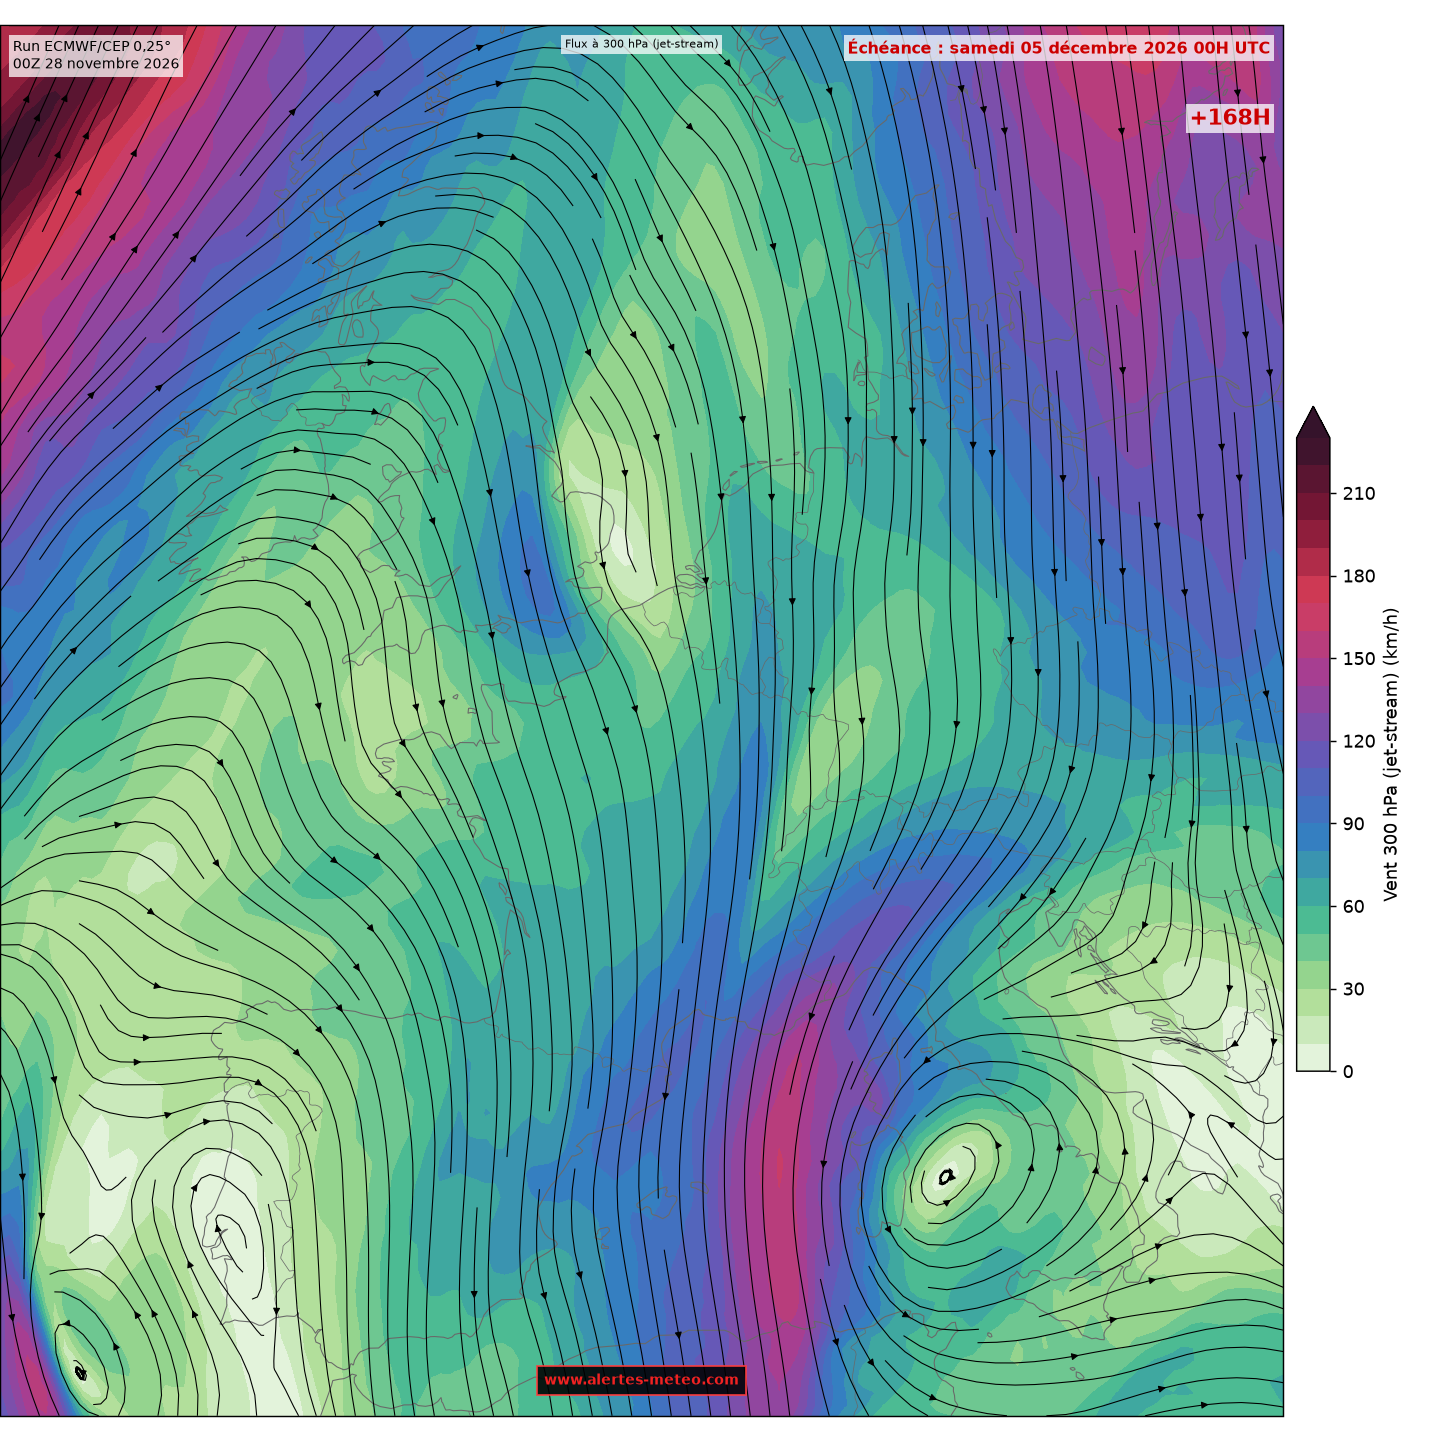 Run ECMWF/CEP 0,25°
00Z 28 novembre 2026
Flux à 300 hPa (jet-stream)
Échéance : samedi 05 décembre 2026 00H UTC
+168H
210
180
150
120
90
60
30
0
Vent 300 hPa (jet-stream) (km/h)
www.alertes-meteo.com